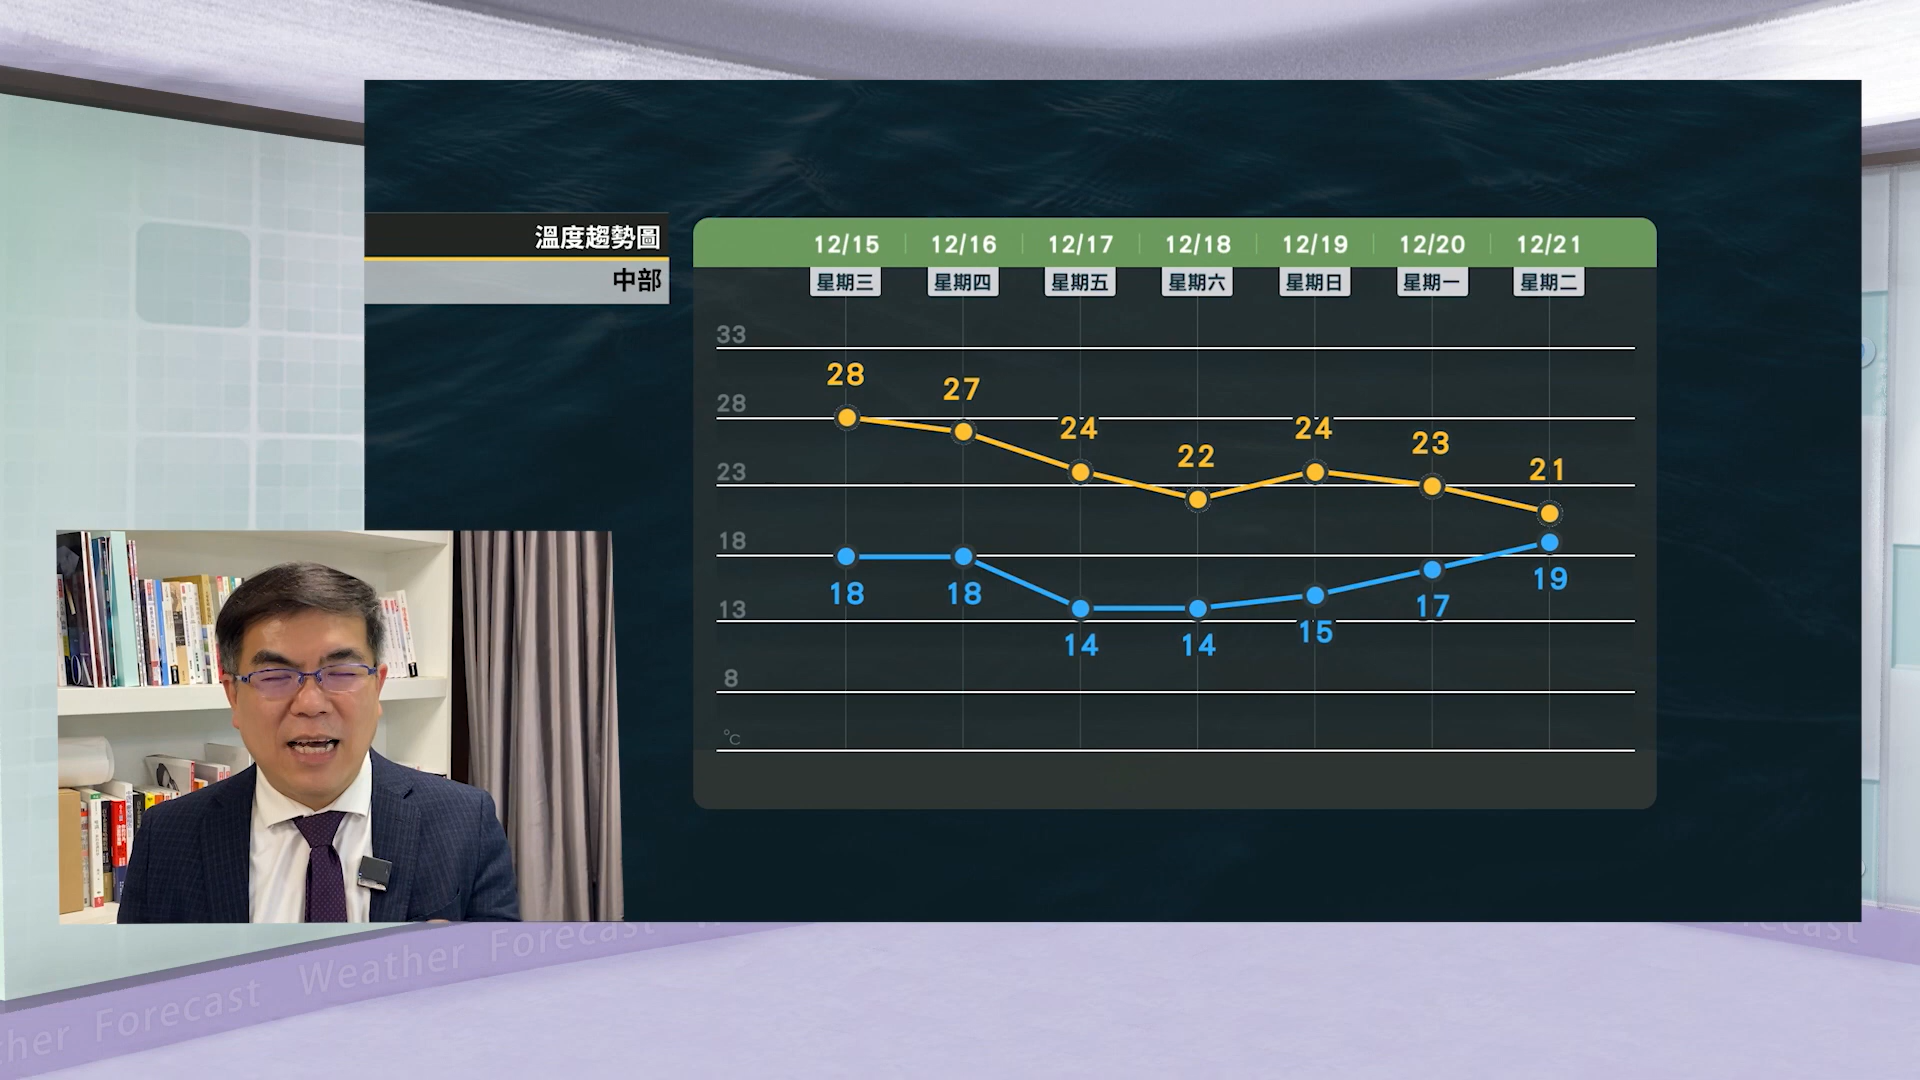 溫度趨勢圖
中部
12/15 12/16 12/17 12/18 12/19 12/20 12/21
星期三 星期四 星期五 星期六 星期日 星期一 星期二
33
28 27 24 22 24 23 21
28
23
18
18 18 14 14 15 17 19
13
8
°C
Weather Forecast
ther Forecast
recast